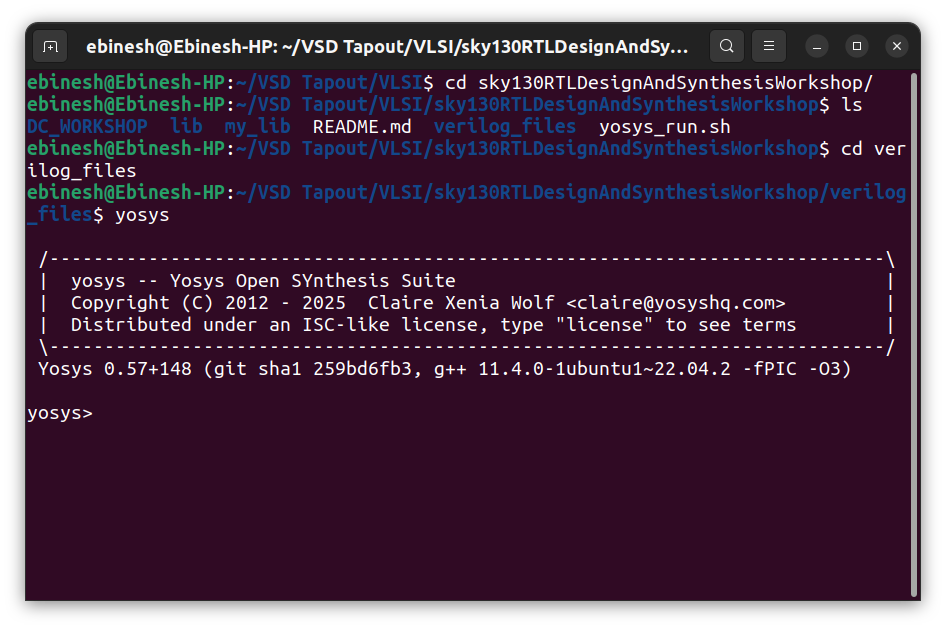 ebinesh@Ebinesh-HP: ~/VSD Tapout/VLSI/sky130RTLDesignAndSy...
ebinesh@Ebinesh-HP:~/VSD Tapout/VLSI$ cd sky130RTLDesignAndSynthesisWorkshop/
ebinesh@Ebinesh-HP:~/VSD Tapout/VLSI/sky130RTLDesignAndSynthesisWorkshop$ ls
DC_WORKSHOP  lib  my_lib  README.md  verilog_files  yosys_run.sh
ebinesh@Ebinesh-HP:~/VSD Tapout/VLSI/sky130RTLDesignAndSynthesisWorkshop$ cd ver
ilog_files
ebinesh@Ebinesh-HP:~/VSD Tapout/VLSI/sky130RTLDesignAndSynthesisWorkshop/verilog
_files$ yosys
 /----------------------------------------------------------------------------\
 |  yosys -- Yosys Open SYnthesis Suite                                       |
 |  Copyright (C) 2012 - 2025  Claire Xenia Wolf <claire@yosyshq.com>         |
 |  Distributed under an ISC-like license, type "license" to see terms        |
 \----------------------------------------------------------------------------/
 Yosys 0.57+148 (git sha1 259bd6fb3, g++ 11.4.0-1ubuntu1~22.04.2 -fPIC -O3)
yosys>